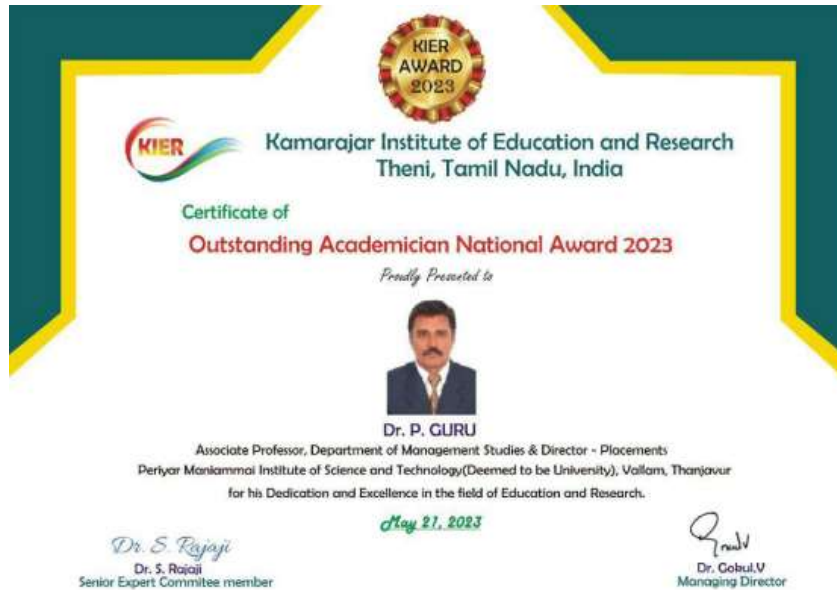 KIER
AWARD
2023
KIER
Kamarajar Institute of Education and Research
Theni, Tamil Nadu, India
Certificate of
Outstanding Academician National Award 2023
Proudly Presented to
Dr. P. GURU
Associate Professor, Department of Management Studies & Director - Placements
Periyar Maniammai Institute of Science and Technology(Deemed to be University), Vallam, Thanjavur
for his Dedication and Excellence in the field of Education and Research.
May 27, 2023
Dr. S. Rajaji
Dr. S. Rajaji
Senior Expert Commitee member
Dr. Gokul.V
Managing Director